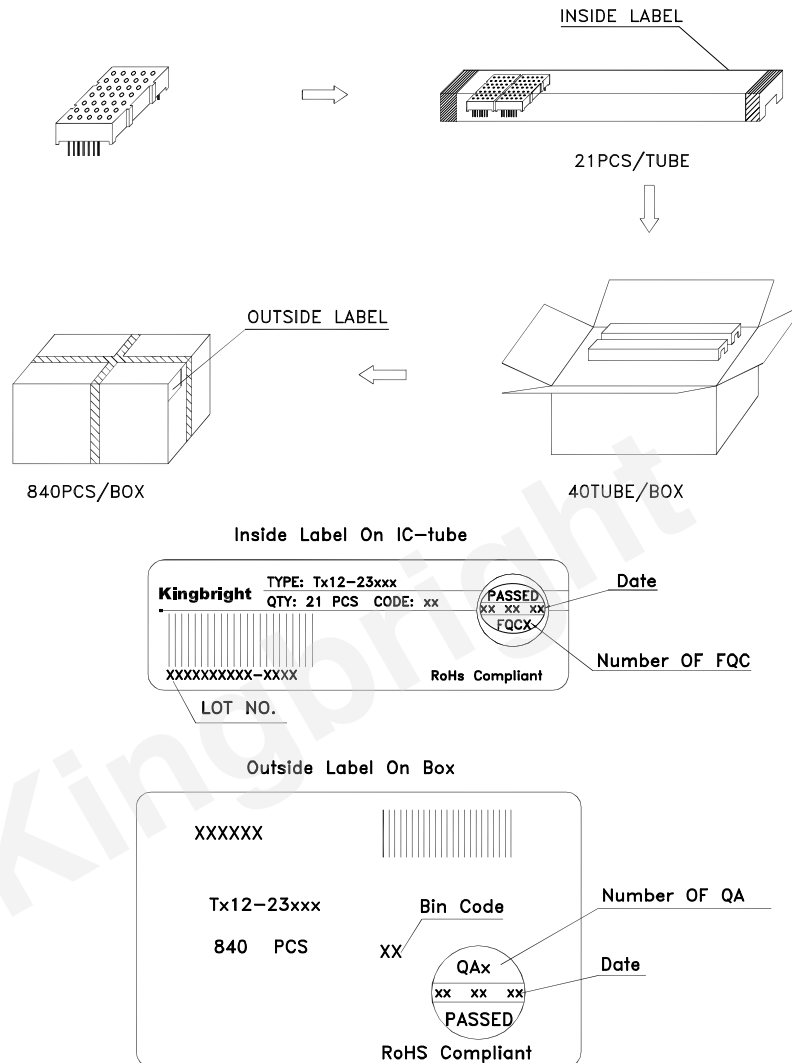 INSIDE LABEL
21PCS/TUBE
OUTSIDE LABEL
840PCS/BOX
40TUBE/BOX
Inside Label On IC-tube
Kingbright
TYPE: Tx12-23xxx
QTY: 21 PCS CODE: xx
PASSED
xx xx xx
FQCX
Date
Number OF FQC
XXXXXXXXXX-XXXX
RoHs Compliant
LOT NO.
Outside Label On Box
XXXXXX
Tx12-23xxx
840 PCS
Bin Code
XX
Number OF QA
QAx
xx xx xx
Date
PASSED
RoHS Compliant
Kingbright